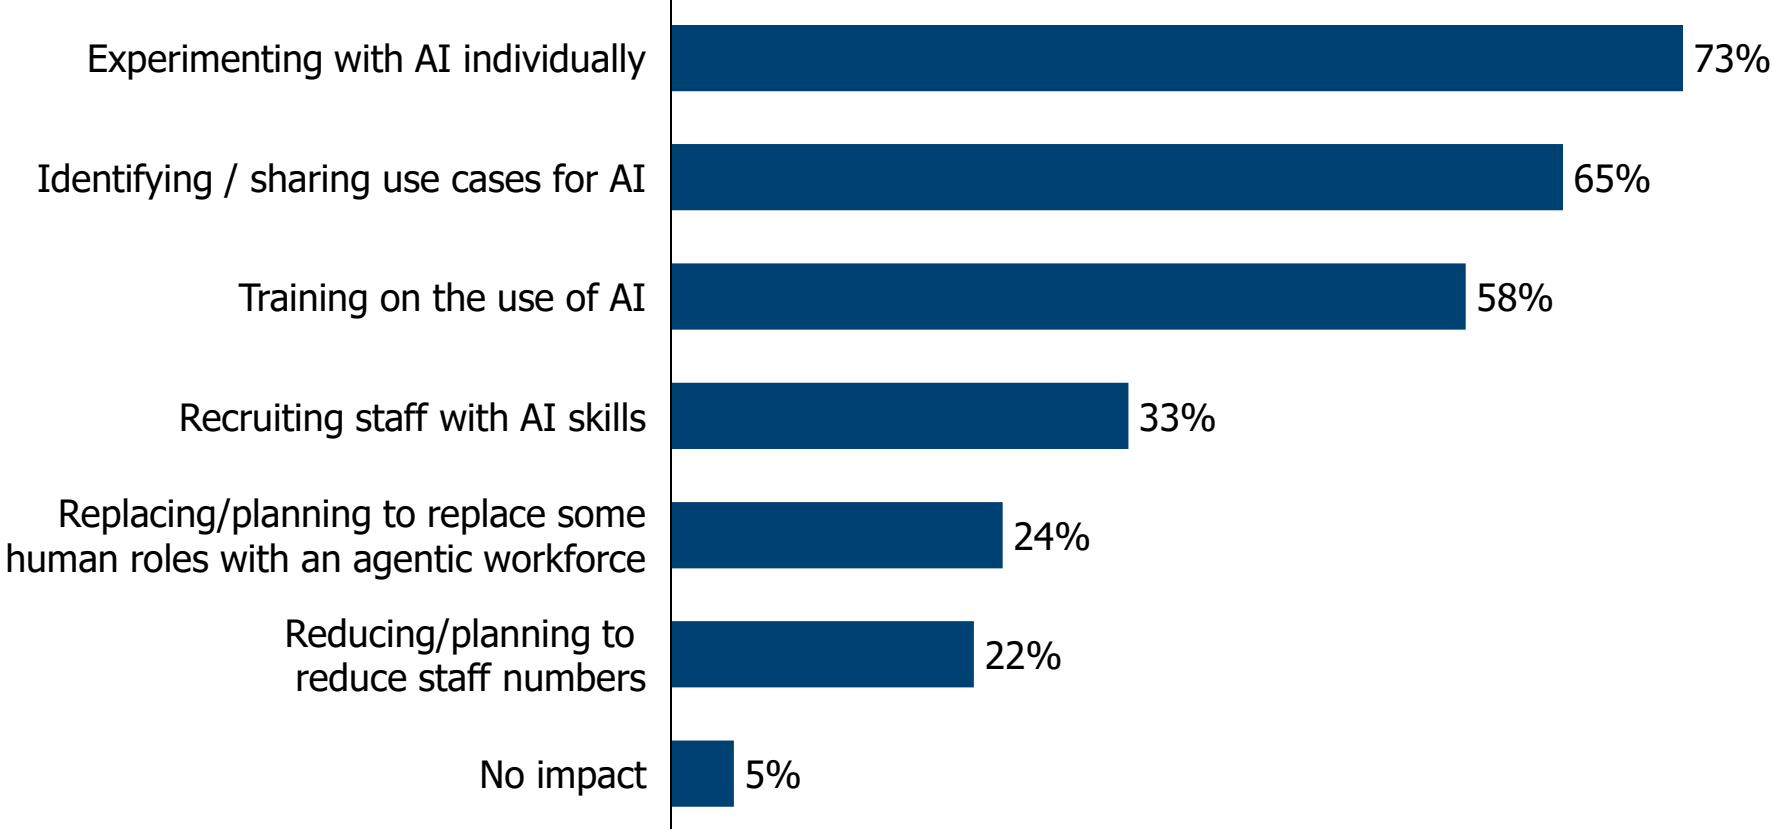 Experimenting with AI individually 73%
Identifying / sharing use cases for AI 65%
Training on the use of AI 58%
Recruiting staff with AI skills 33%
Replacing/planning to replace some
human roles with an agentic workforce 24%
Reducing/planning to
reduce staff numbers 22%
No impact 5%